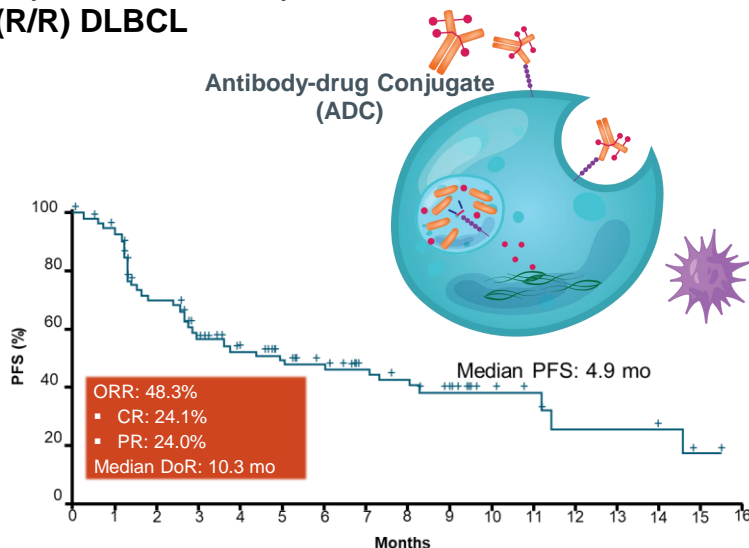 (R/R) DLBCL
Antibody-drug Conjugate
(ADC)
100
80
60
40
20
0
PFS (%)
Median PFS: 4.9 mo
ORR: 48.3%
▪ CR: 24.1%
▪ PR: 24.0%
Median DoR: 10.3 mo
0 1 2 3 4 5 6 7 8 9 10 11 12 13 14 15 16
Months